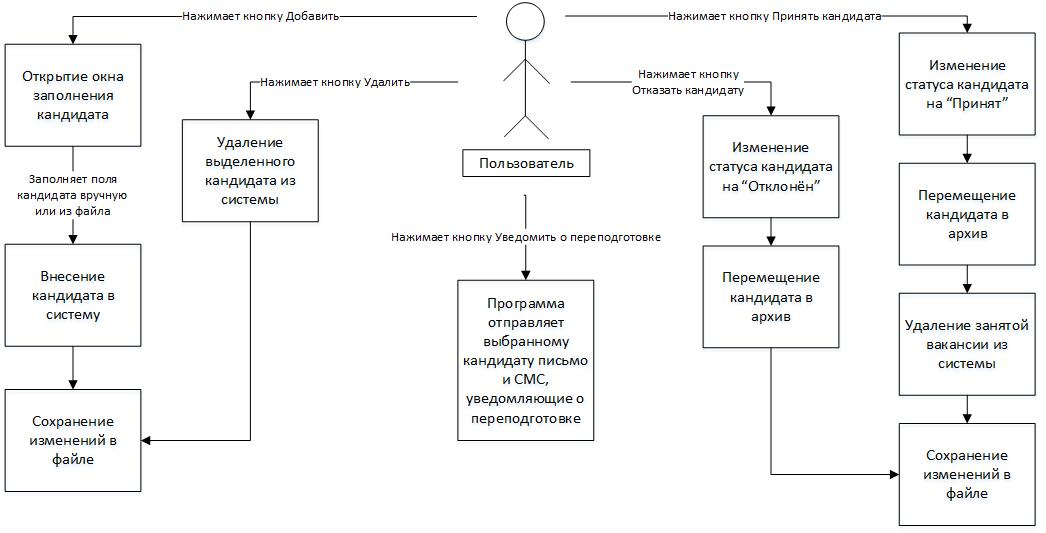 Нажимает кнопку Добавить
Открытие окна
заполнения
кандидата
Заполняет поля
кандидата вручную
или из файла
Внесение
кандидата в
систему
Сохранение
изменений в
файле
Нажимает кнопку Удалить
Удаление
выделенного
кандидата из
системы
Пользователь
Нажимает кнопку Уведомить о переподготовке
Программа
отправляет
выбранному
кандидату письмо
и СМС,
уведомляющие о
переподготовке
Нажимает кнопку
Отказать кандидату
Изменение
статуса кандидата
на “Отклонён”
Перемещение
кандидата в
архив
Нажимает кнопку Принять кандидата
Изменение
статуса кандидата
на “Принят”
Перемещение
кандидата в
архив
Удаление занятой
вакансии из
системы
Сохранение
изменений в
файле